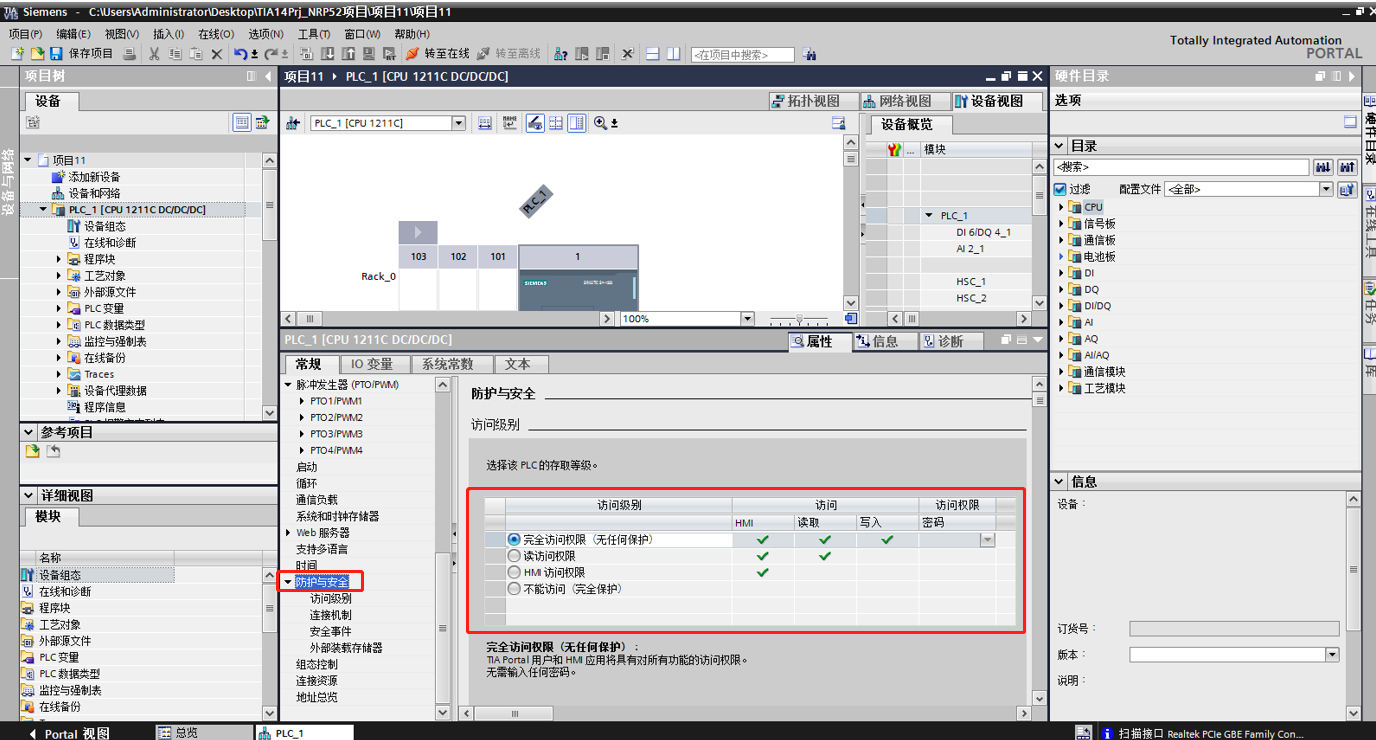 Siemens - C:\Users\Administrator\Desktop\TIA14Prj_NRP52项目\项目11\项目11
项目(P) 编辑(E) 视图(V) 插入(I) 在线(O) 选项(N) 工具(T) 窗口(W) 帮助(H)
Totally Integrated Automation
PORTAL
保存项目 转至在线 转至离线 <在项目中搜索>
项目树
设备
设备与网络
项目11
添加新设备
设备和网络
PLC_1 [CPU 1211C DC/DC/DC]
设备组态
在线和诊断
程序块
工艺对象
外部源文件
PLC 变量
PLC 数据类型
监控与强制表
在线备份
Traces
设备代理数据
程序信息
参考项目
详细视图
模块
名称
设备组态
在线和诊断
程序块
工艺对象
外部源文件
PLC 变量
PLC 数据类型
监控与强制表
在线备份
项目11 PLC_1 [CPU 1211C DC/DC/DC]
拓扑视图 网络视图 设备视图
PLC_1 [CPU 1211C]
PLC_1
103 102 101 1
Rack_0
SIEMENS
100%
设备概览
... 模块
PLC_1
DI 6/DQ 4_1
AI 2_1
HSC_1
HSC_2
PLC_1 [CPU 1211C DC/DC/DC]
属性 信息 诊断
常规 IO 变量 系统常数 文本
脉冲发生器 (PTO/PWM)
PTO1/PWM1
PTO2/PWM2
PTO3/PWM3
PTO4/PWM4
启动
循环
通信负载
系统和时钟存储器
Web 服务器
支持多语言
时间
防护与安全
访问级别
连接机制
安全事件
外部装载存储器
组态控制
连接资源
地址总览
防护与安全
访问级别
选择该 PLC 的存取等级。
访问级别 访问 访问权限
HMI 读取 写入 密码
完全访问权限（无任何保护）
读访问权限
HMI 访问权限
不能访问（完全保护）
完全访问权限（无任何保护）：
TIA Portal 用户和 HMI 应用将具有对所有功能的访问权限。
无需输入任何密码。
硬件目录
选项
目录
<搜索>
过滤 配置文件 <全部>
CPU
信号板
通信板
电池板
DI
DQ
DI/DQ
AI
AQ
AI/AQ
通信模块
工艺模块
信息
设备：
订货号：
版本：
说明：
硬件目录
在线工具
任务
库
Portal 视图 总览 PLC_1
扫描接口 Realtek PCIe GBE Family Con...